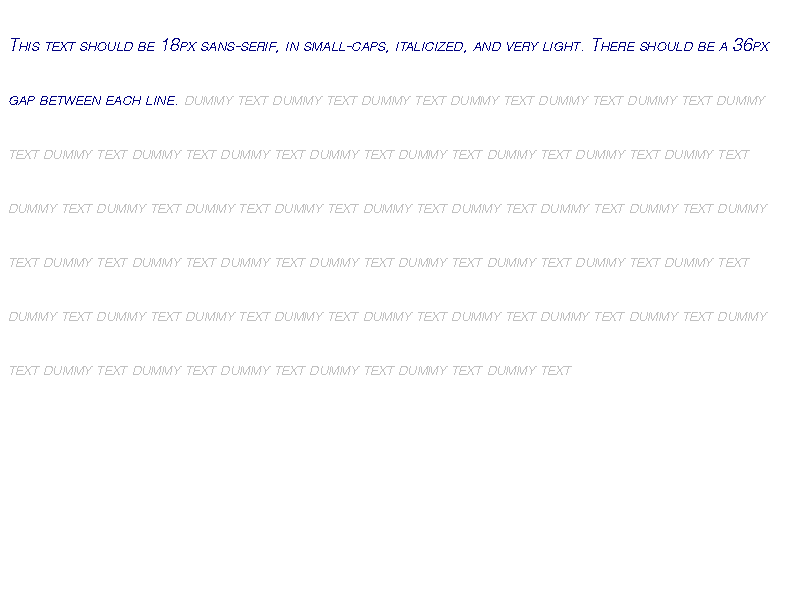 This text should be 18px sans-serif, in small-caps, italicized, and very light. There should be a 36px
gap between each line. dummy text dummy text dummy text dummy text dummy text dummy text dummy
text dummy text dummy text dummy text dummy text dummy text dummy text dummy text dummy text
dummy text dummy text dummy text dummy text dummy text dummy text dummy text dummy text dummy
text dummy text dummy text dummy text dummy text dummy text dummy text dummy text dummy text
dummy text dummy text dummy text dummy text dummy text dummy text dummy text dummy text dummy
text dummy text dummy text dummy text dummy text dummy text dummy text